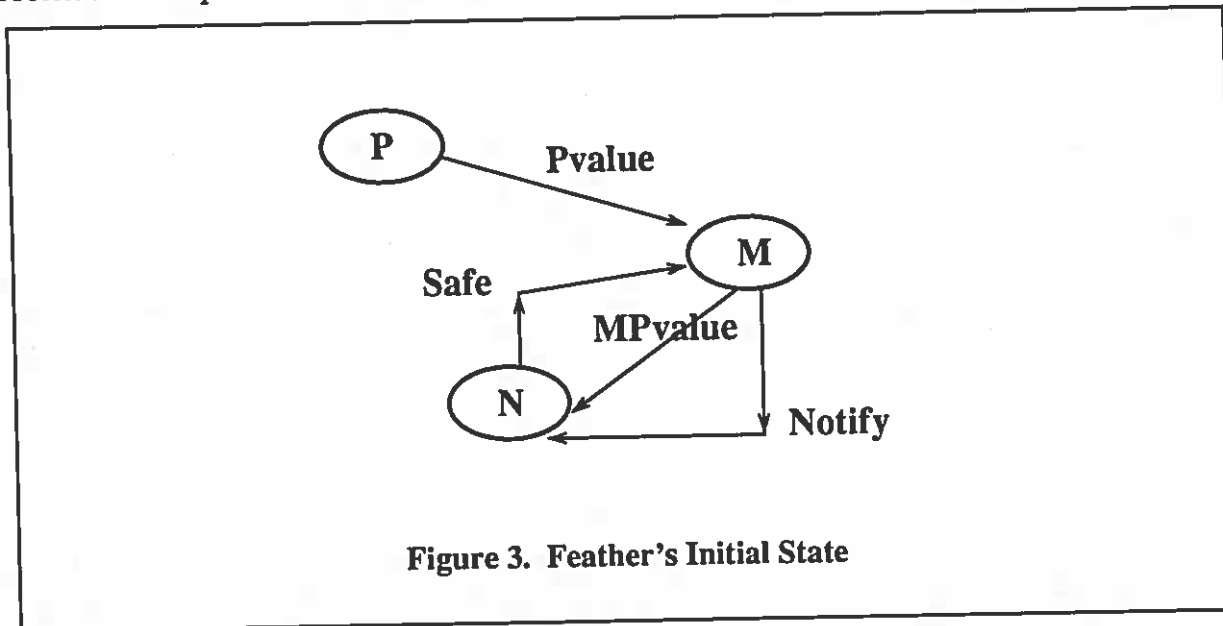 P
Pvalue
M
Safe
MPvalue
N
Notify
Figure 3. Feather's Initial State